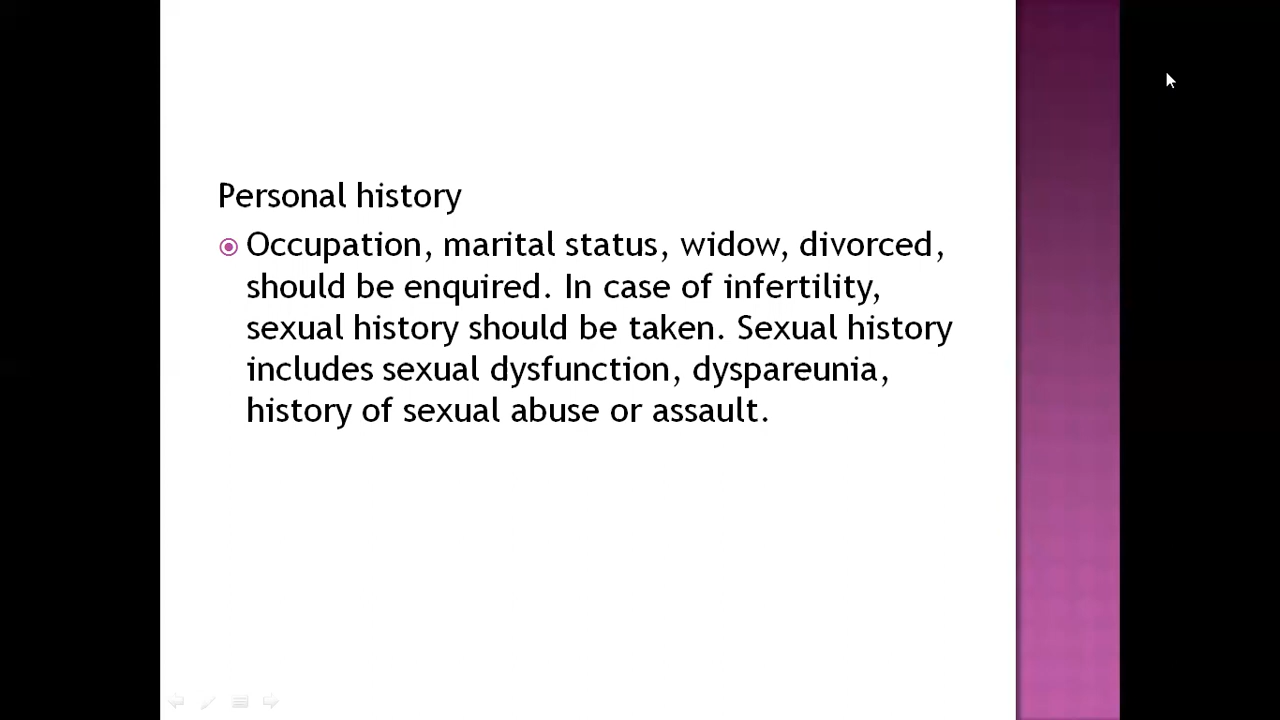 Personal history
Occupation, marital status, widow, divorced,
should be enquired. In case of infertility,
sexual history should be taken. Sexual history
includes sexual dysfunction, dyspareunia,
history of sexual abuse or assault.